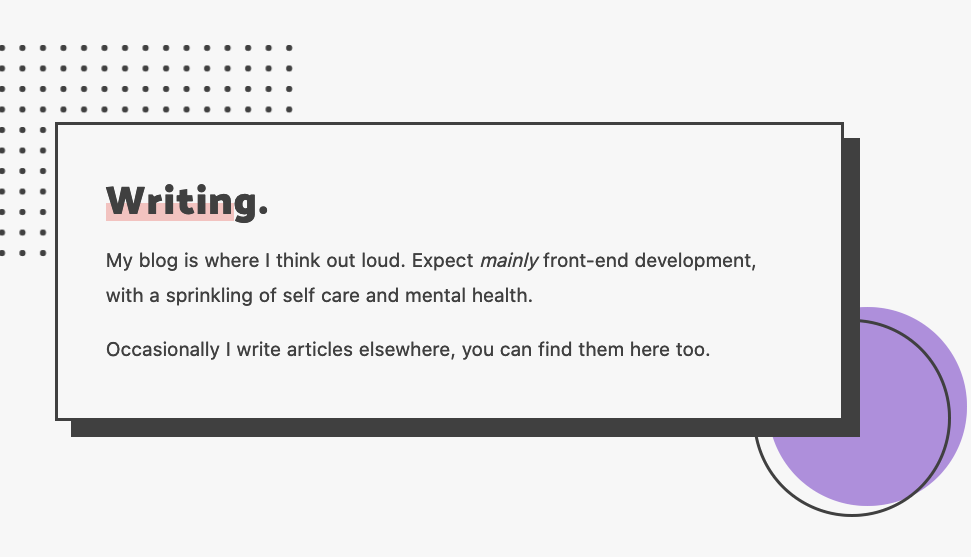 Writing.
My blog is where I think out loud. Expect mainly front-end development,
with a sprinkling of self care and mental health.
Occasionally I write articles elsewhere, you can find them here too.